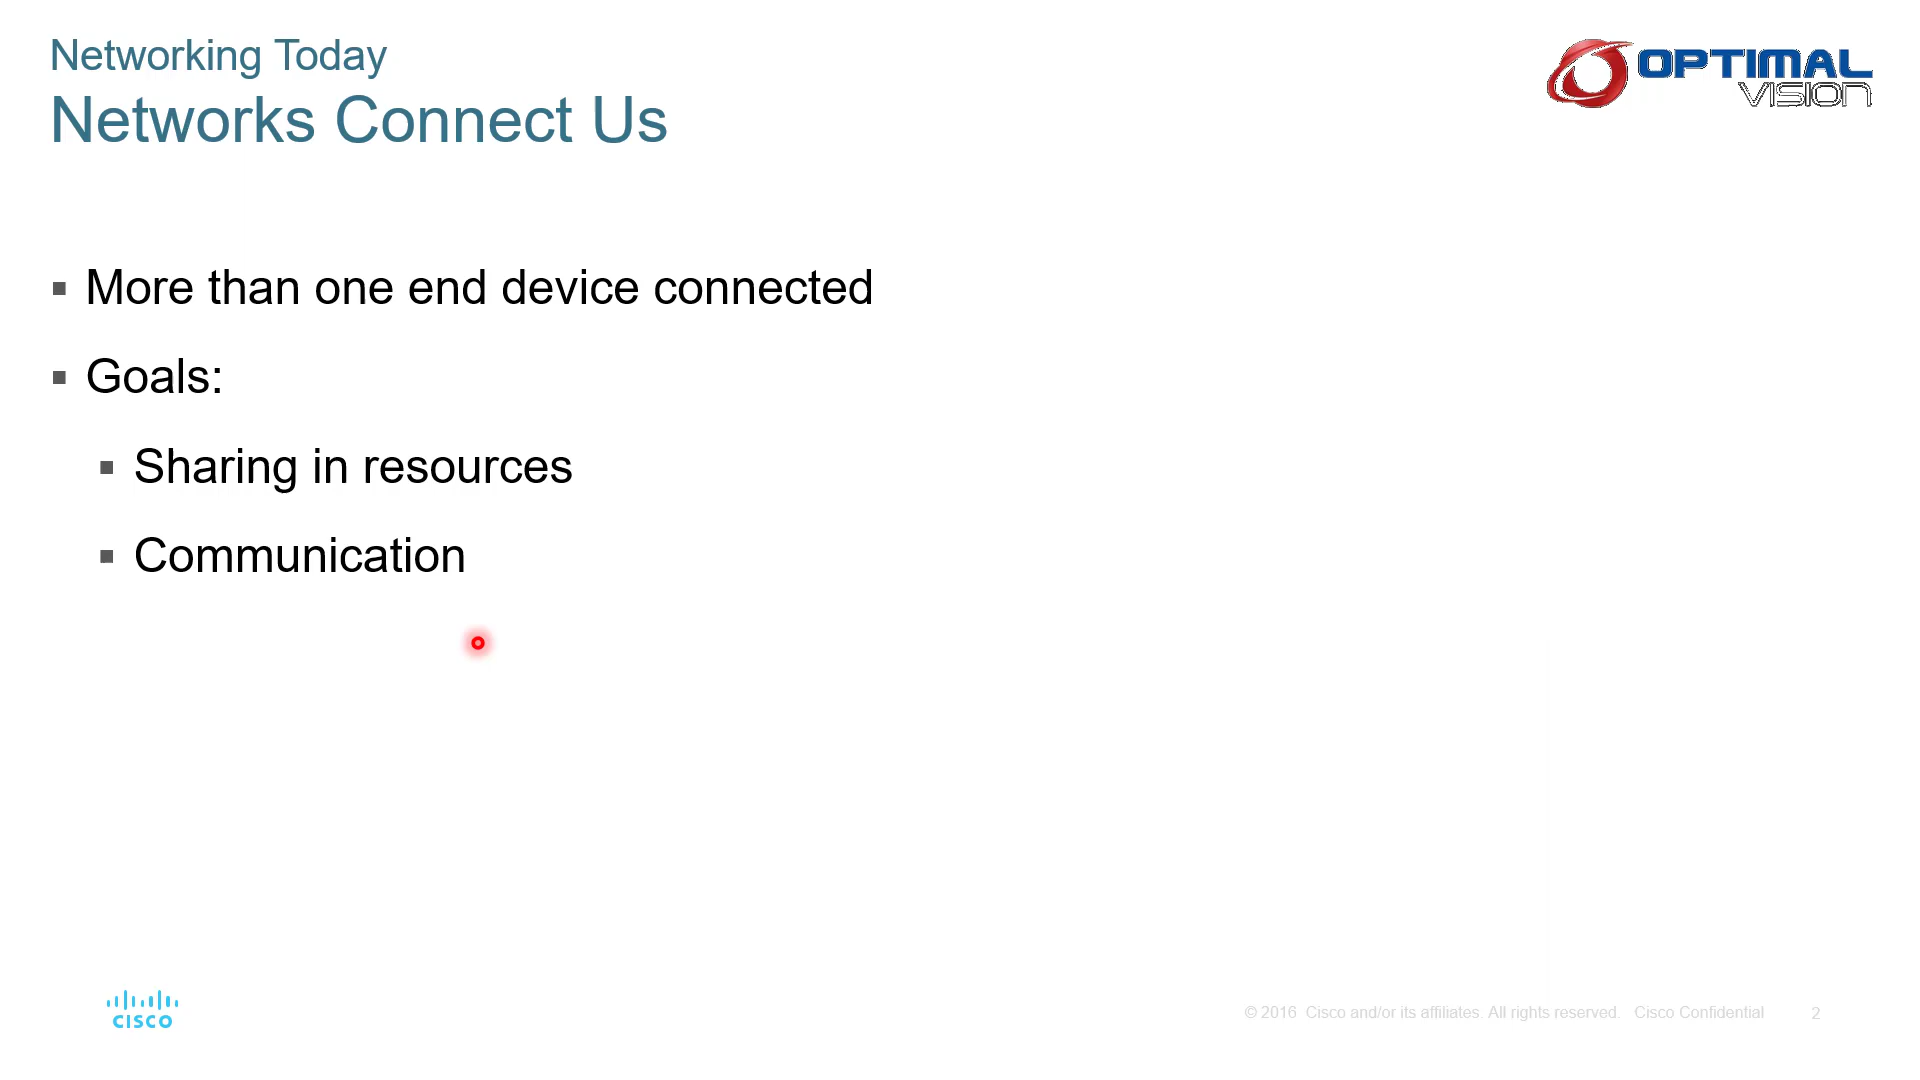 Networking Today
Networks Connect Us
OPTIMAL
VISION
▪ More than one end device connected
▪ Goals:
▪ Sharing in resources
▪ Communication
CISCO
© 2016 Cisco and/or its affiliates. All rights reserved. Cisco Confidential 2